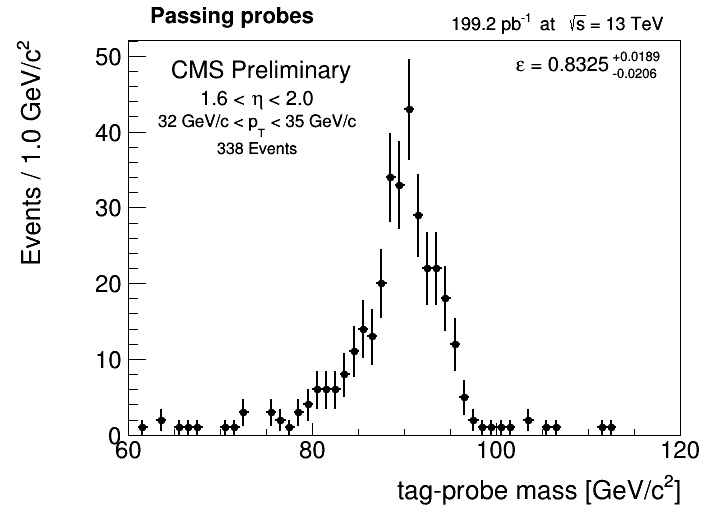 Passing probes
199.2 pb-1 at √s = 13 TeV
CMS Preliminary
ε = 0.8325 +0.0189 -0.0206
1.6 < η < 2.0
32 GeV/c < pT < 35 GeV/c
338 Events
Events / 1.0 GeV/c2
50
40
30
20
10
0
60 80 100 120
tag-probe mass [GeV/c2]